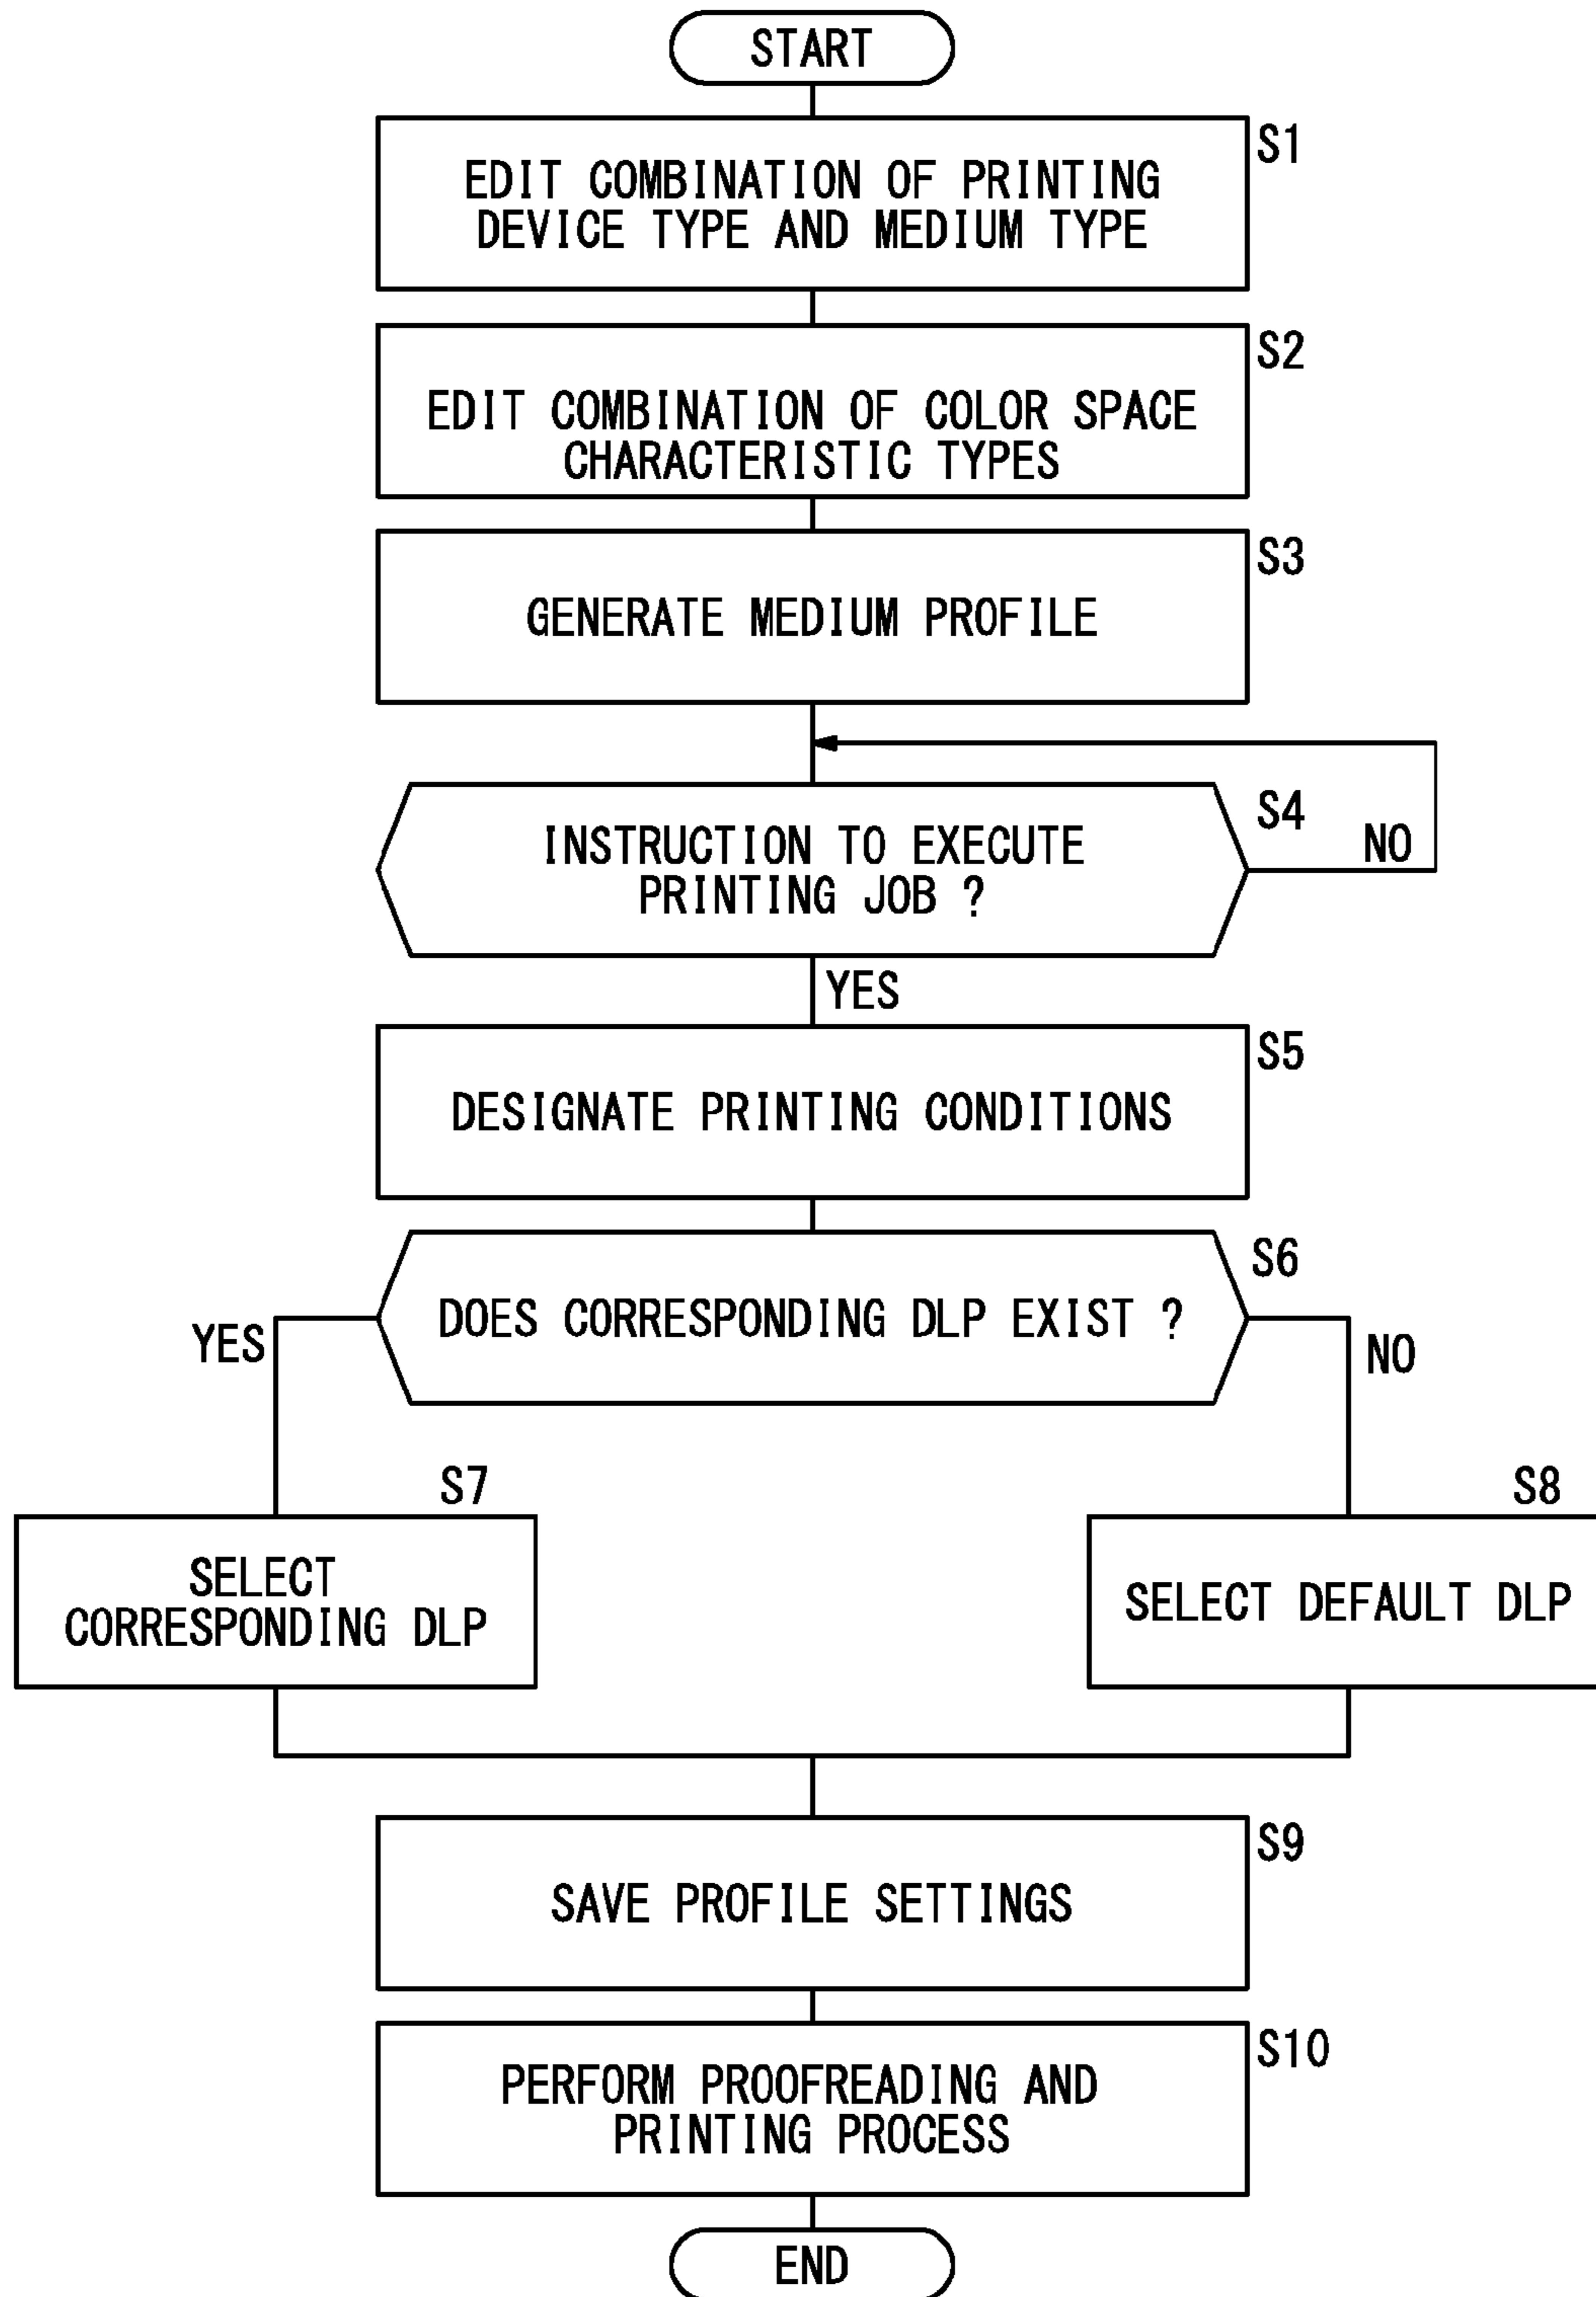 START
S1
EDIT COMBINATION OF PRINTING
DEVICE TYPE AND MEDIUM TYPE
S2
EDIT COMBINATION OF COLOR SPACE
CHARACTERISTIC TYPES
S3
GENERATE MEDIUM PROFILE
S4
INSTRUCTION TO EXECUTE
PRINTING JOB ?
NO
YES
S5
DESIGNATE PRINTING CONDITIONS
S6
DOES CORRESPONDING DLP EXIST ?
YES
NO
S7
SELECT
CORRESPONDING DLP
S8
SELECT DEFAULT DLP
S9
SAVE PROFILE SETTINGS
S10
PERFORM PROOFREADING AND
PRINTING PROCESS
END